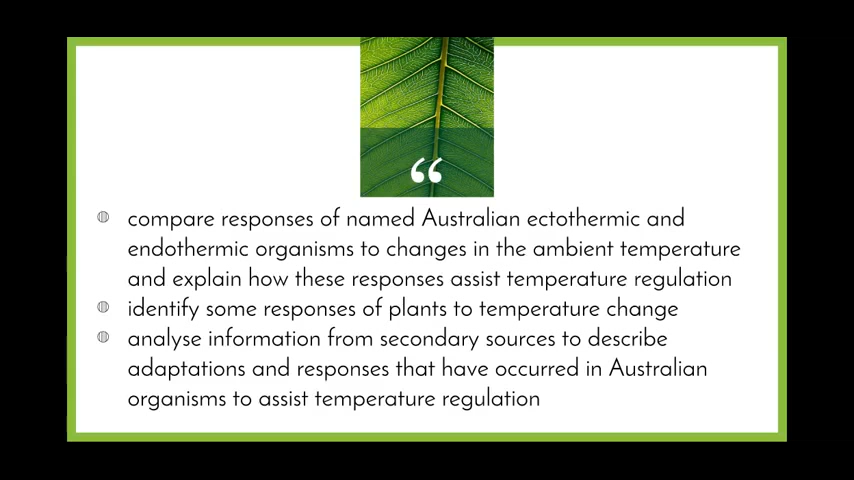 “
compare responses of named Australian ectothermic and
endothermic organisms to changes in the ambient temperature
and explain how these responses assist temperature regulation
identify some responses of plants to temperature change
analyse information from secondary sources to describe
adaptations and responses that have occurred in Australian
organisms to assist temperature regulation